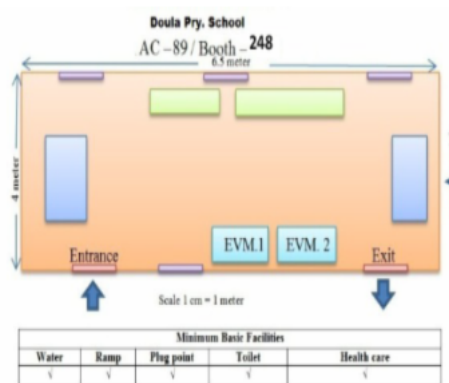 Doula Pry. School
AC – 89 / Booth – 248
6.5 meter
4 meter
EVM.1 EVM. 2
Entrance Exit
Scale 1 cm = 1 meter
Minimum Basic Facilities
Water Ramp Plug point Toilet Health care
√ √ √ √ √